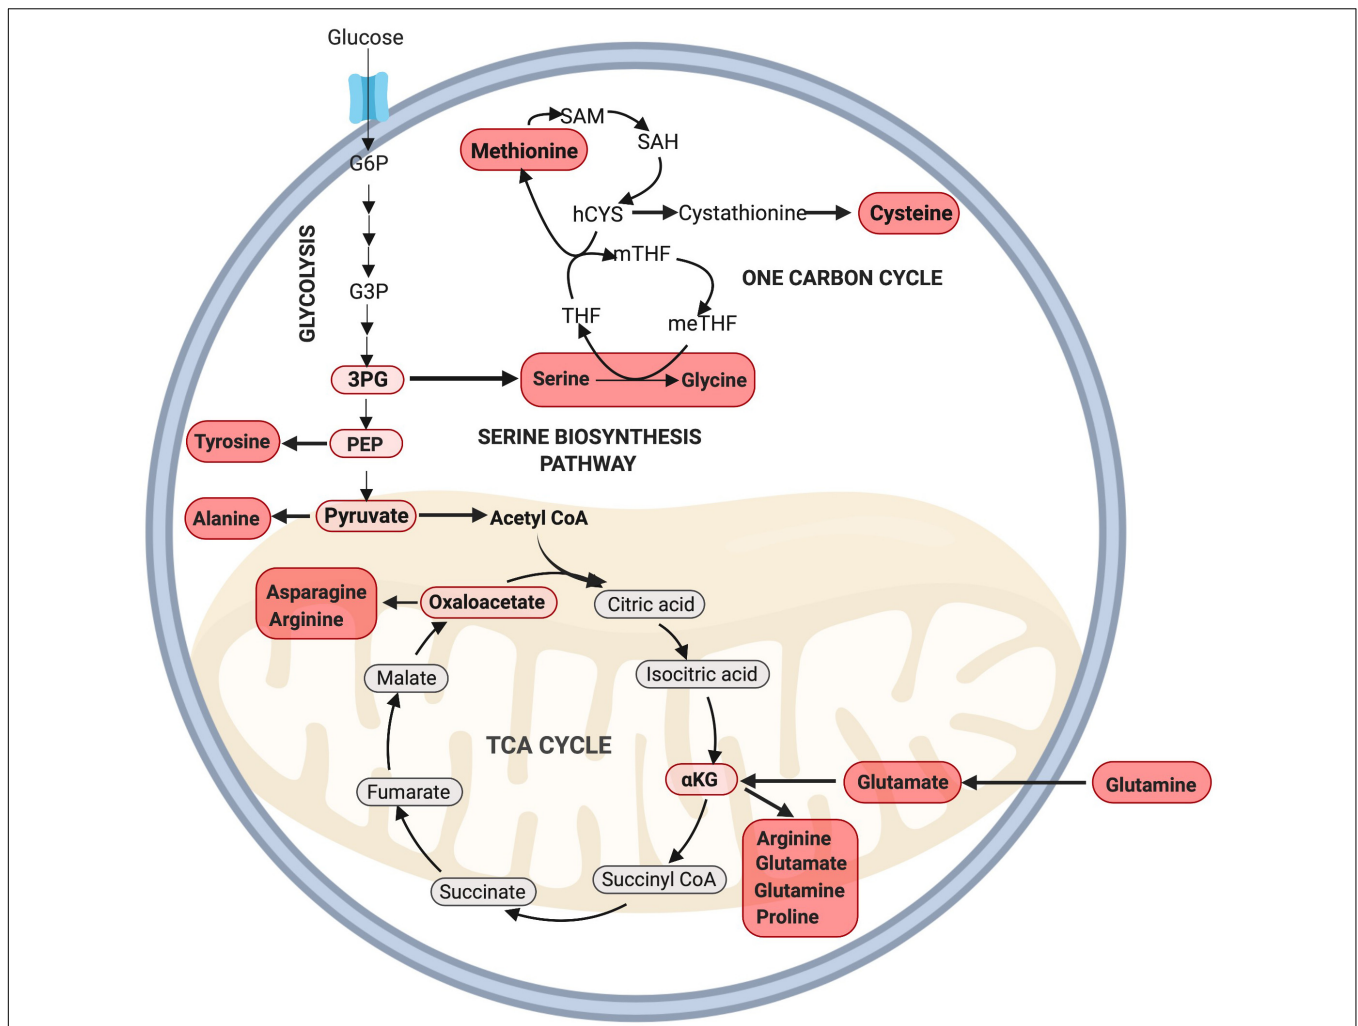 Glucose
G6P
GLYCOLYSIS
G3P
3PG
PEP
Tyrosine
Pyruvate
Alanine
Acetyl CoA
Methionine
SAM
SAH
hCYS
Cystathionine
Cysteine
mTHF
ONE CARBON CYCLE
THF
meTHF
Serine
Glycine
SERINE BIOSYNTHESIS
PATHWAY
Asparagine
Arginine
Oxaloacetate
Citric acid
Malate
Isocitric acid
TCA CYCLE
αKG
Glutamate
Glutamine
Fumarate
Arginine
Glutamate
Glutamine
Proline
Succinyl CoA
Succinate